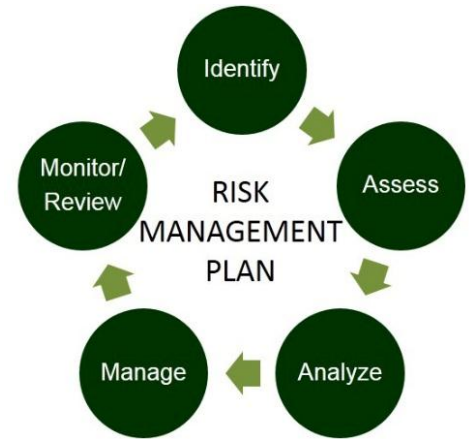 Identify
Assess
Analyze
Manage
Monitor/
Review
RISK
MANAGEMENT
PLAN